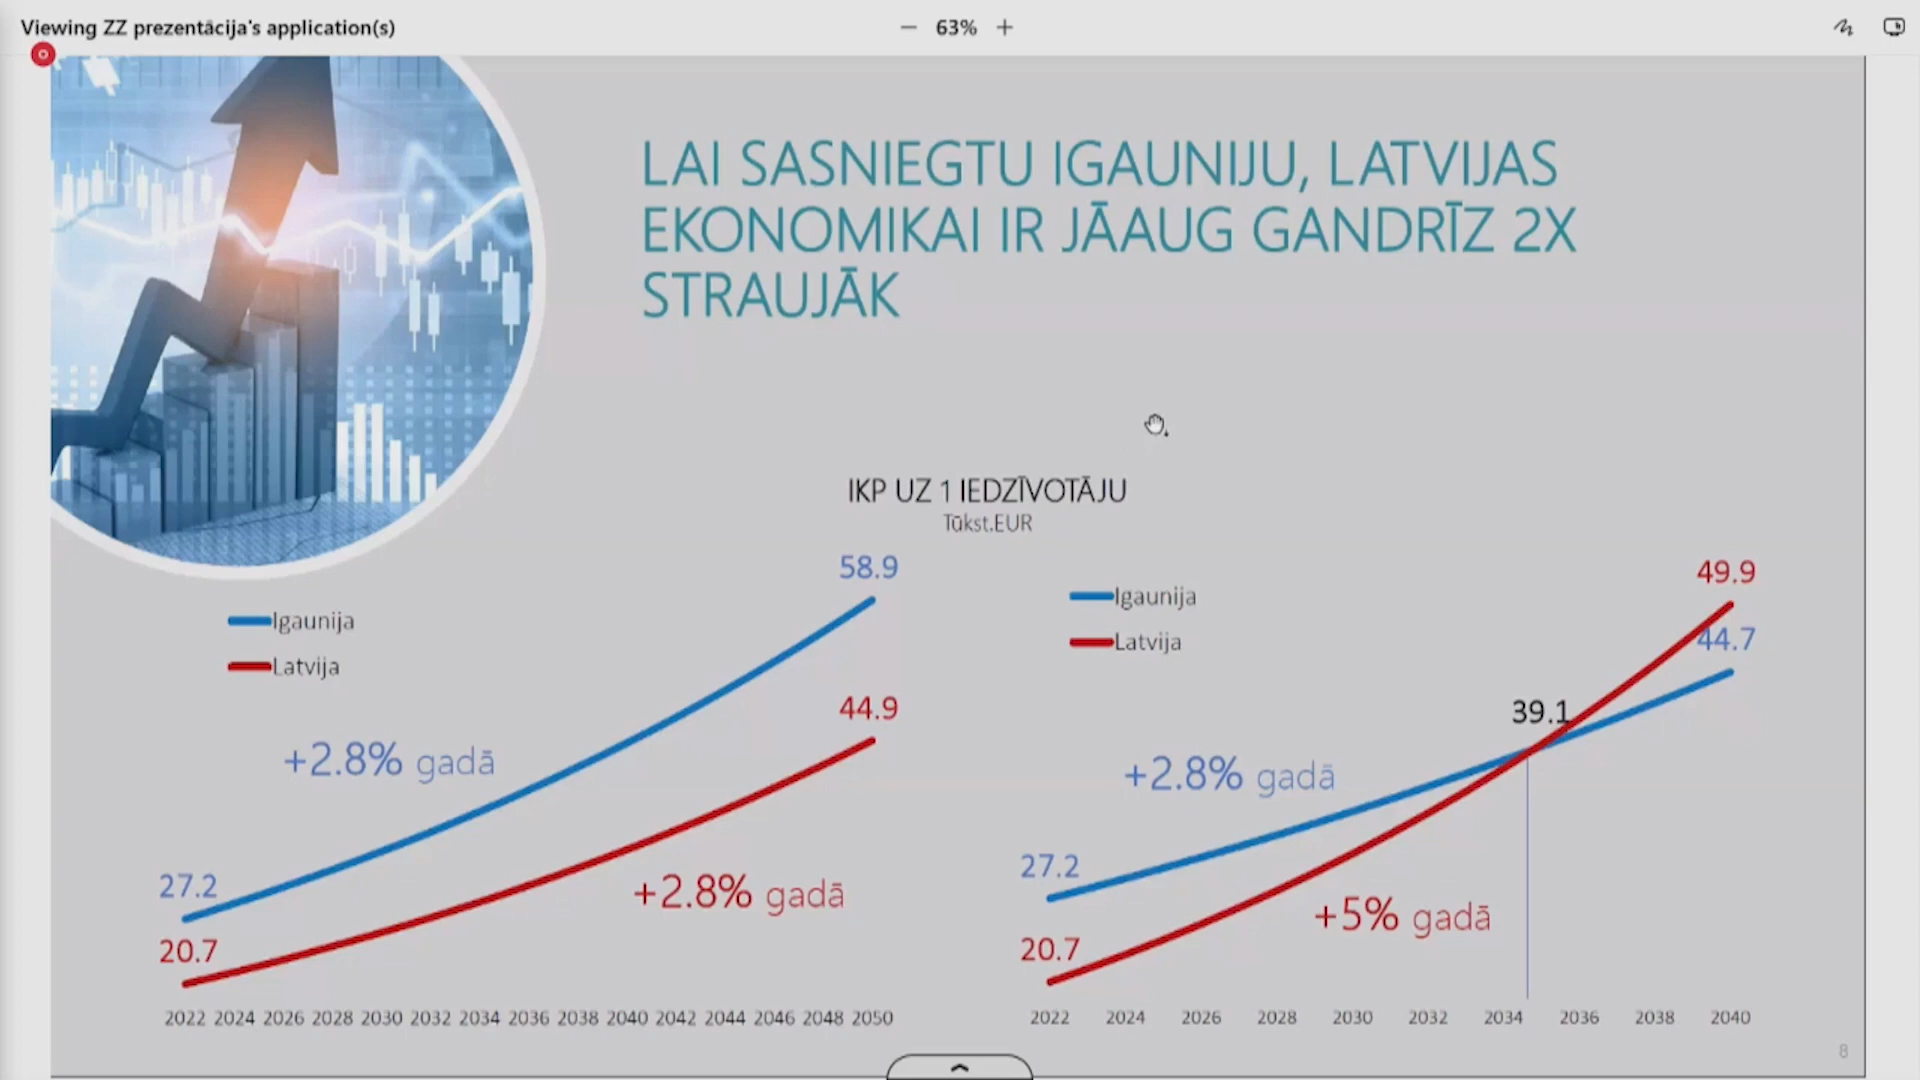 Viewing ZZ prezentācija's application(s)
63%
LAI SASNIEGTU IGAUNIJU, LATVIJAS
EKONOMIKAI IR JĀAUG GANDRĪZ 2X
STRAUJĀK
IKP UZ 1 IEDZĪVOTĀJU
Tūkst.EUR
Igaunija
Latvija
58.9
44.9
+2.8% gadā
+2.8% gadā
27.2
20.7
2022 2024 2026 2028 2030 2032 2034 2036 2038 2040 2042 2044 2046 2048 2050
Igaunija
Latvija
49.9
44.7
39.1
+2.8% gadā
+5% gadā
27.2
20.7
2022 2024 2026 2028 2030 2032 2034 2036 2038 2040
8